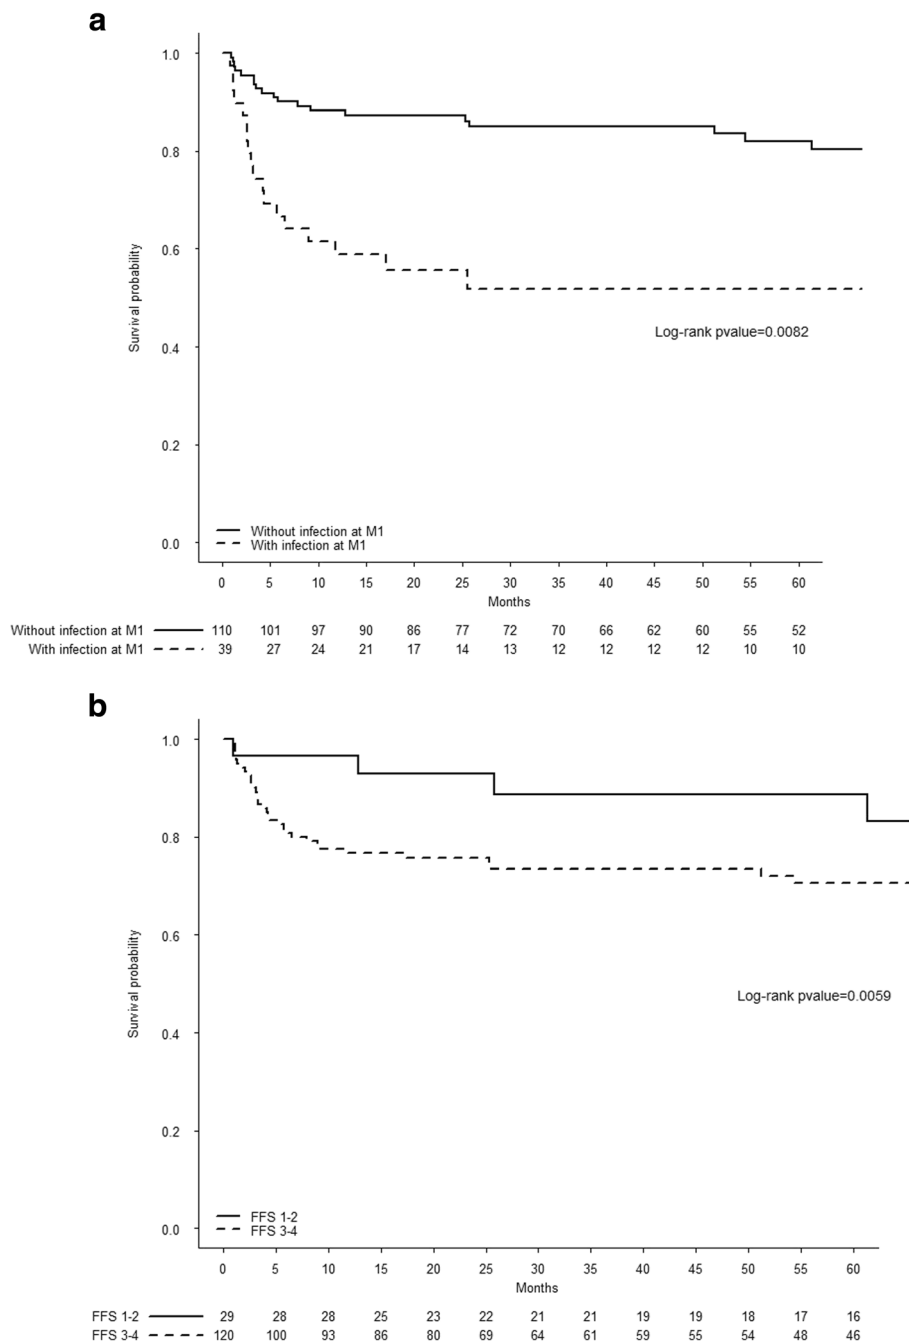 a
1.0
0.8
0.6
0.4
0.2
0.0
Survival probability
Log-rank pvalue=0.0082
Without infection at M1
With infection at M1
0 5 10 15 20 25 30 35 40 45 50 55 60
Months
Without infection at M1 110 101 97 90 86 77 72 70 66 62 60 55 52
With infection at M1 39 27 24 21 17 14 13 12 12 12 12 10 10
b
1.0
0.8
0.6
0.4
0.2
0.0
Survival probability
Log-rank pvalue=0.0059
FFS 1-2
FFS 3-4
0 5 10 15 20 25 30 35 40 45 50 55 60
Months
FFS 1-2 29 28 28 25 23 22 21 21 19 19 18 17 16
FFS 3-4 120 100 93 86 80 69 64 61 59 55 54 48 46